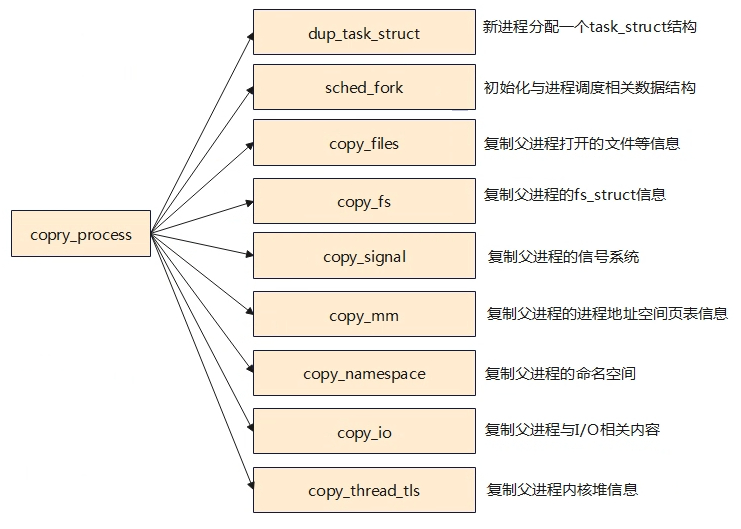 dup_task_struct 新进程分配一个task_struct结构
sched_fork 初始化与进程调度相关数据结构
copy_files 复制父进程打开的文件等信息
copy_fs 复制父进程的fs_struct信息
copry_process
copy_signal 复制父进程的信号系统
copy_mm 复制父进程的进程地址空间页表信息
copy_namespace 复制父进程的命名空间
copy_io 复制父进程与I/O相关内容
copy_thread_tls 复制父进程内核堆信息